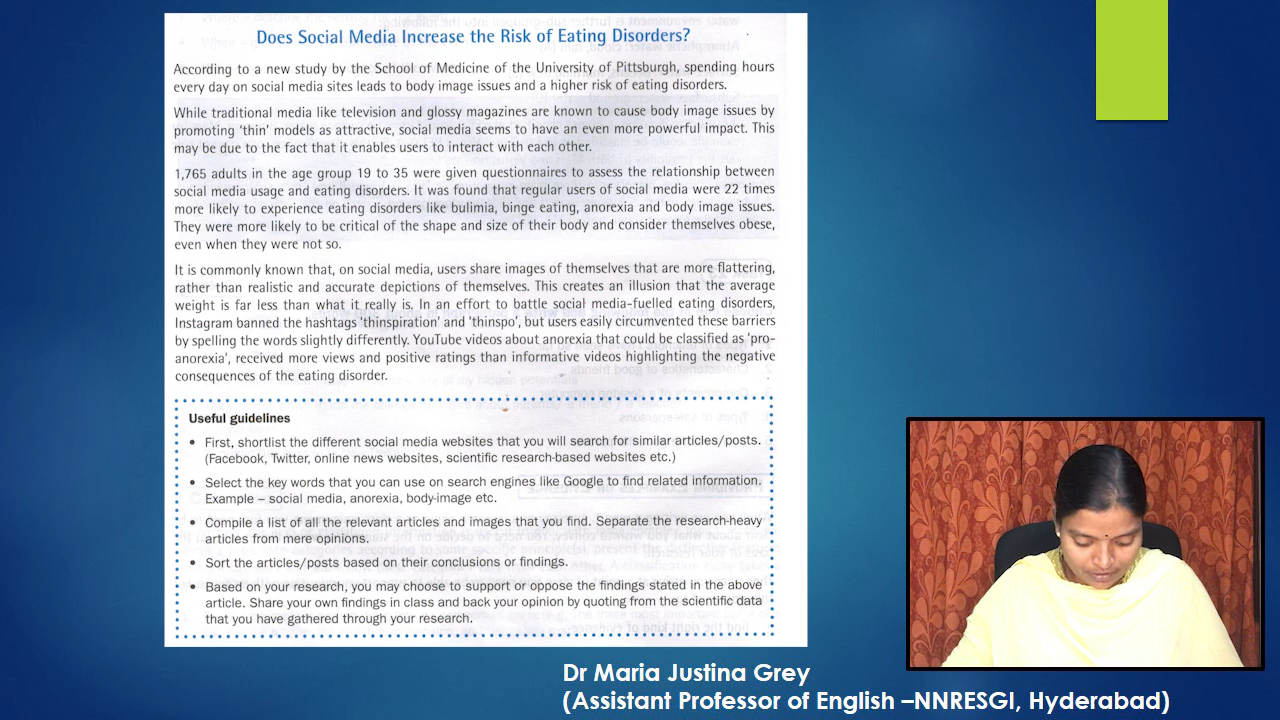 Does Social Media Increase the Risk of Eating Disorders?
According to a new study by the School of Medicine of the University of Pittsburgh, spending hours
every day on social media sites leads to body image issues and a higher risk of eating disorders.
While traditional media like television and glossy magazines are known to cause body image issues by
promoting 'thin' models as attractive, social media seems to have an even more powerful impact. This
may be due to the fact that it enables users to interact with each other.
1,765 adults in the age group 19 to 35 were given questionnaires to assess the relationship between
social media usage and eating disorders. It was found that regular users of social media were 22 times
more likely to experience eating disorders like bulimia, binge eating, anorexia and body image issues.
They were more likely to be critical of the shape and size of their body and consider themselves obese,
even when they were not so.
It is commonly known that, on social media, users share images of themselves that are more flattering,
rather than realistic and accurate depictions of themselves. This creates an illusion that the average
weight is far less than what it really is. In an effort to battle social media-fuelled eating disorders,
Instagram banned the hashtags 'thinspiration' and 'thinspo', but users easily circumvented these barriers
by spelling the words slightly differently. YouTube videos about anorexia that could be classified as 'pro-
anorexia', received more views and positive ratings than informative videos highlighting the negative
consequences of the eating disorder.
Useful guidelines
• First, shortlist the different social media websites that you will search for similar articles/posts.
(Facebook, Twitter, online news websites, scientific research-based websites etc.)
• Select the key words that you can use on search engines like Google to find related information.
Example – social media, anorexia, body-image etc.
• Compile a list of all the relevant articles and images that you find. Separate the research-heavy
articles from mere opinions.
• Sort the articles/posts based on their conclusions or findings.
• Based on your research, you may choose to support or oppose the findings stated in the above
article. Share your own findings in class and back your opinion by quoting from the scientific data
that you have gathered through your research.
Dr Maria Justina Grey
(Assistant Professor of English –NNRESGI, Hyderabad)